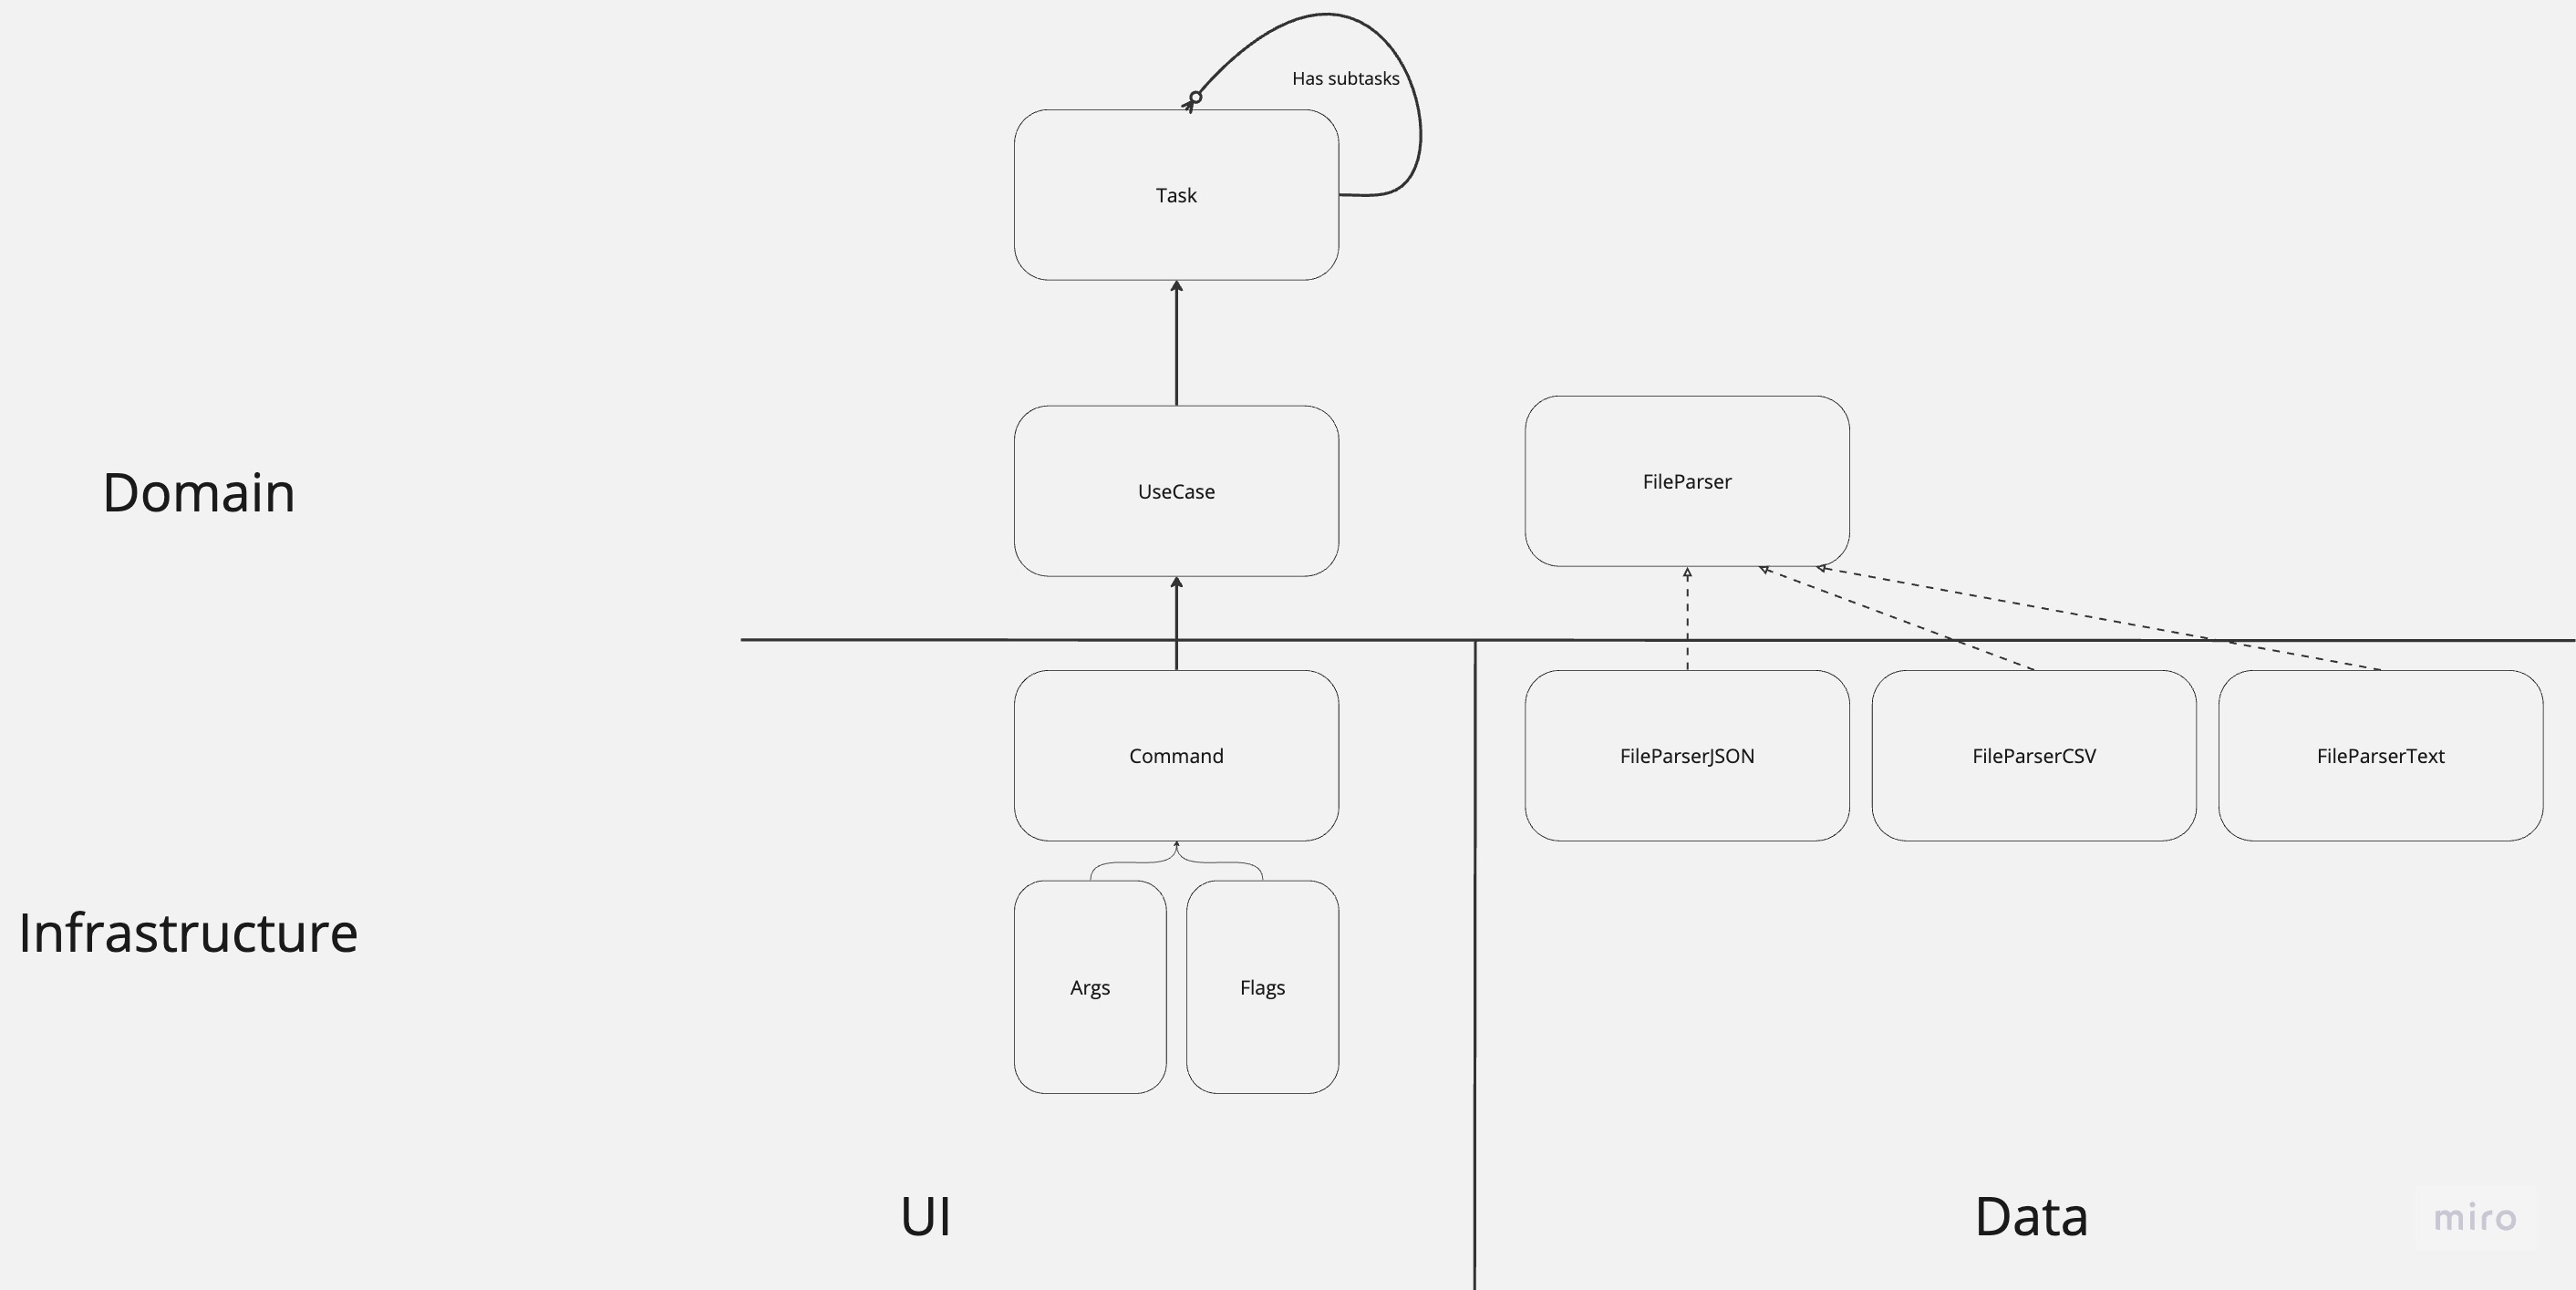 Has subtasks
Task
Domain
UseCase
FileParser
Command
FileParserJSON
FileParserCSV
FileParserText
Infrastructure
Args
Flags
UI
Data
miro